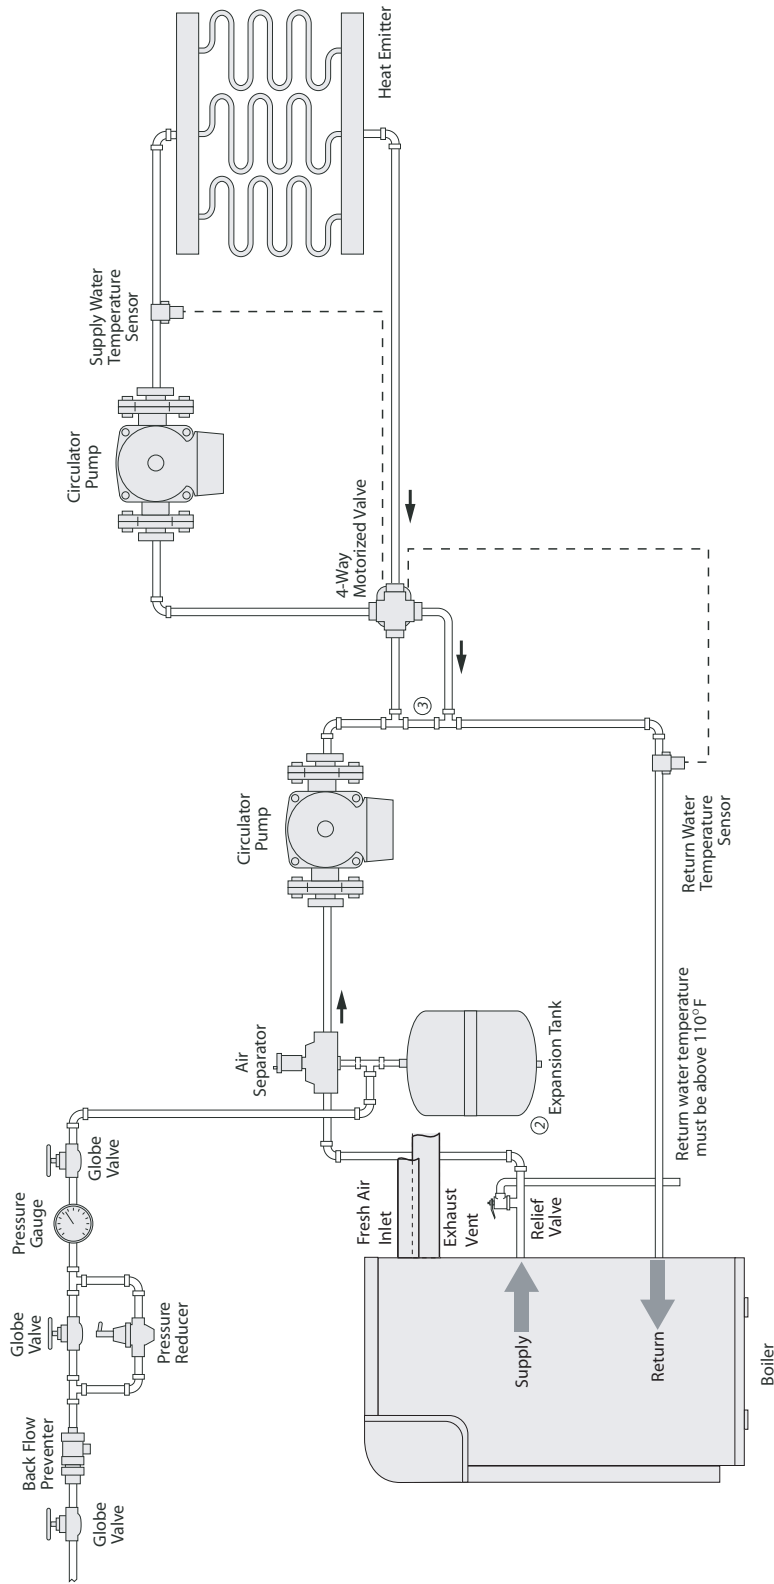 Globe
Valve
Back Flow
Preventer
Globe
Valve
Pressure
Reducer
Pressure
Gauge
Globe
Valve
Air
Separator
2
Expansion Tank
Fresh Air
Inlet
Exhaust
Vent
Relief
Valve
Supply
Return
Boiler
Return water temperature
must be above 110° F
Return Water
Temperature
Sensor
Circulator
Pump
3
4-Way
Motorized Valve
Circulator
Pump
Supply Water
Temperature
Sensor
Heat Emitter